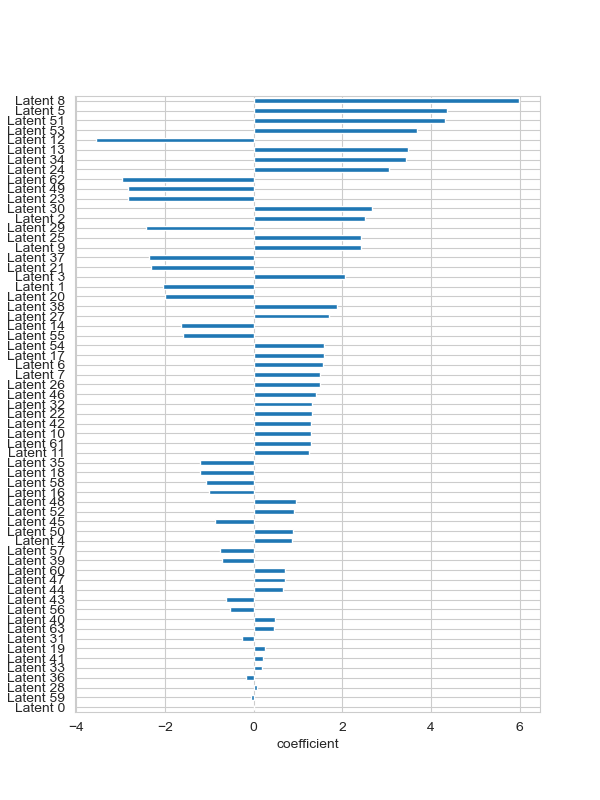 Latent 8
Latent 5
Latent 51
Latent 53
Latent 12
Latent 13
Latent 34
Latent 24
Latent 62
Latent 49
Latent 23
Latent 30
Latent 2
Latent 29
Latent 25
Latent 9
Latent 37
Latent 21
Latent 3
Latent 1
Latent 20
Latent 38
Latent 27
Latent 14
Latent 55
Latent 54
Latent 17
Latent 6
Latent 7
Latent 26
Latent 46
Latent 32
Latent 22
Latent 42
Latent 10
Latent 61
Latent 11
Latent 35
Latent 18
Latent 58
Latent 16
Latent 48
Latent 52
Latent 45
Latent 50
Latent 4
Latent 57
Latent 39
Latent 60
Latent 47
Latent 44
Latent 43
Latent 56
Latent 40
Latent 63
Latent 31
Latent 19
Latent 41
Latent 33
Latent 36
Latent 28
Latent 59
Latent 0
−4 −2 0 2 4 6
coefficient